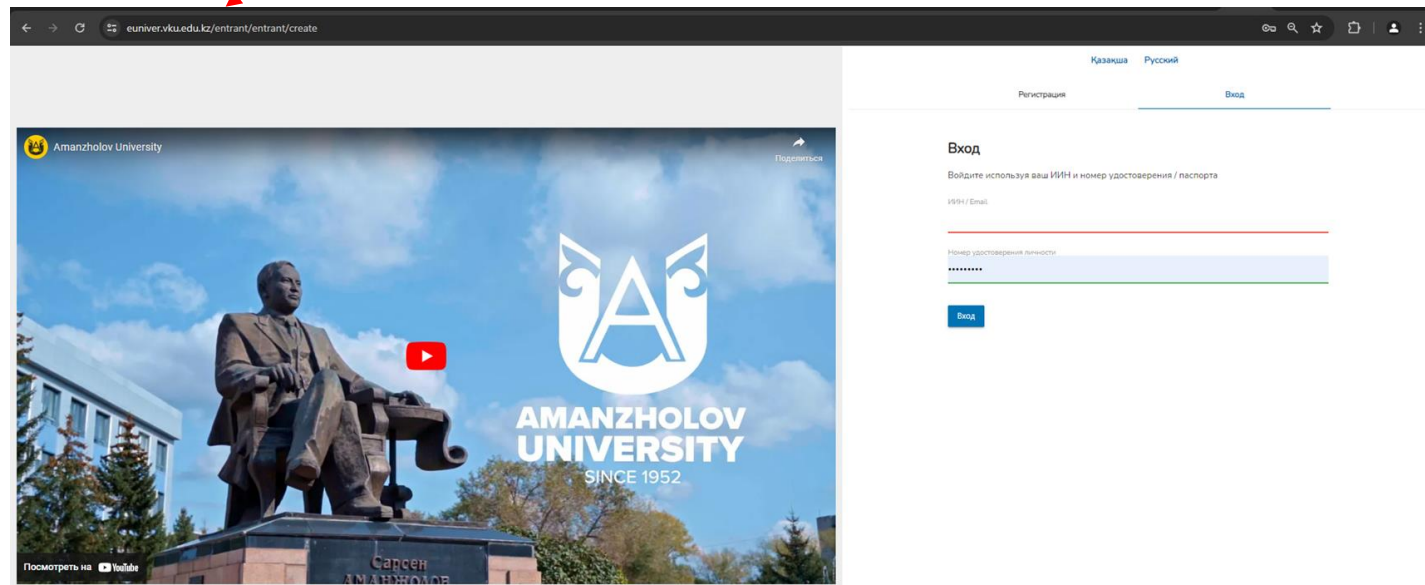 euniver.vku.edu.kz/entrant/entrant/create
Қазақша Русский
Регистрация Вход
Amanzholov University
Поделиться
AMANZHOLOV
UNIVERSITY
SINCE 1952
Сарсен
АМАНЖОЛОВ
Посмотреть на YouTube
Вход
Войдите используя ваш ИИН и номер удостоверения / паспорта
ИИН / Email
Номер удостоверения личности
•••••••••
Вход